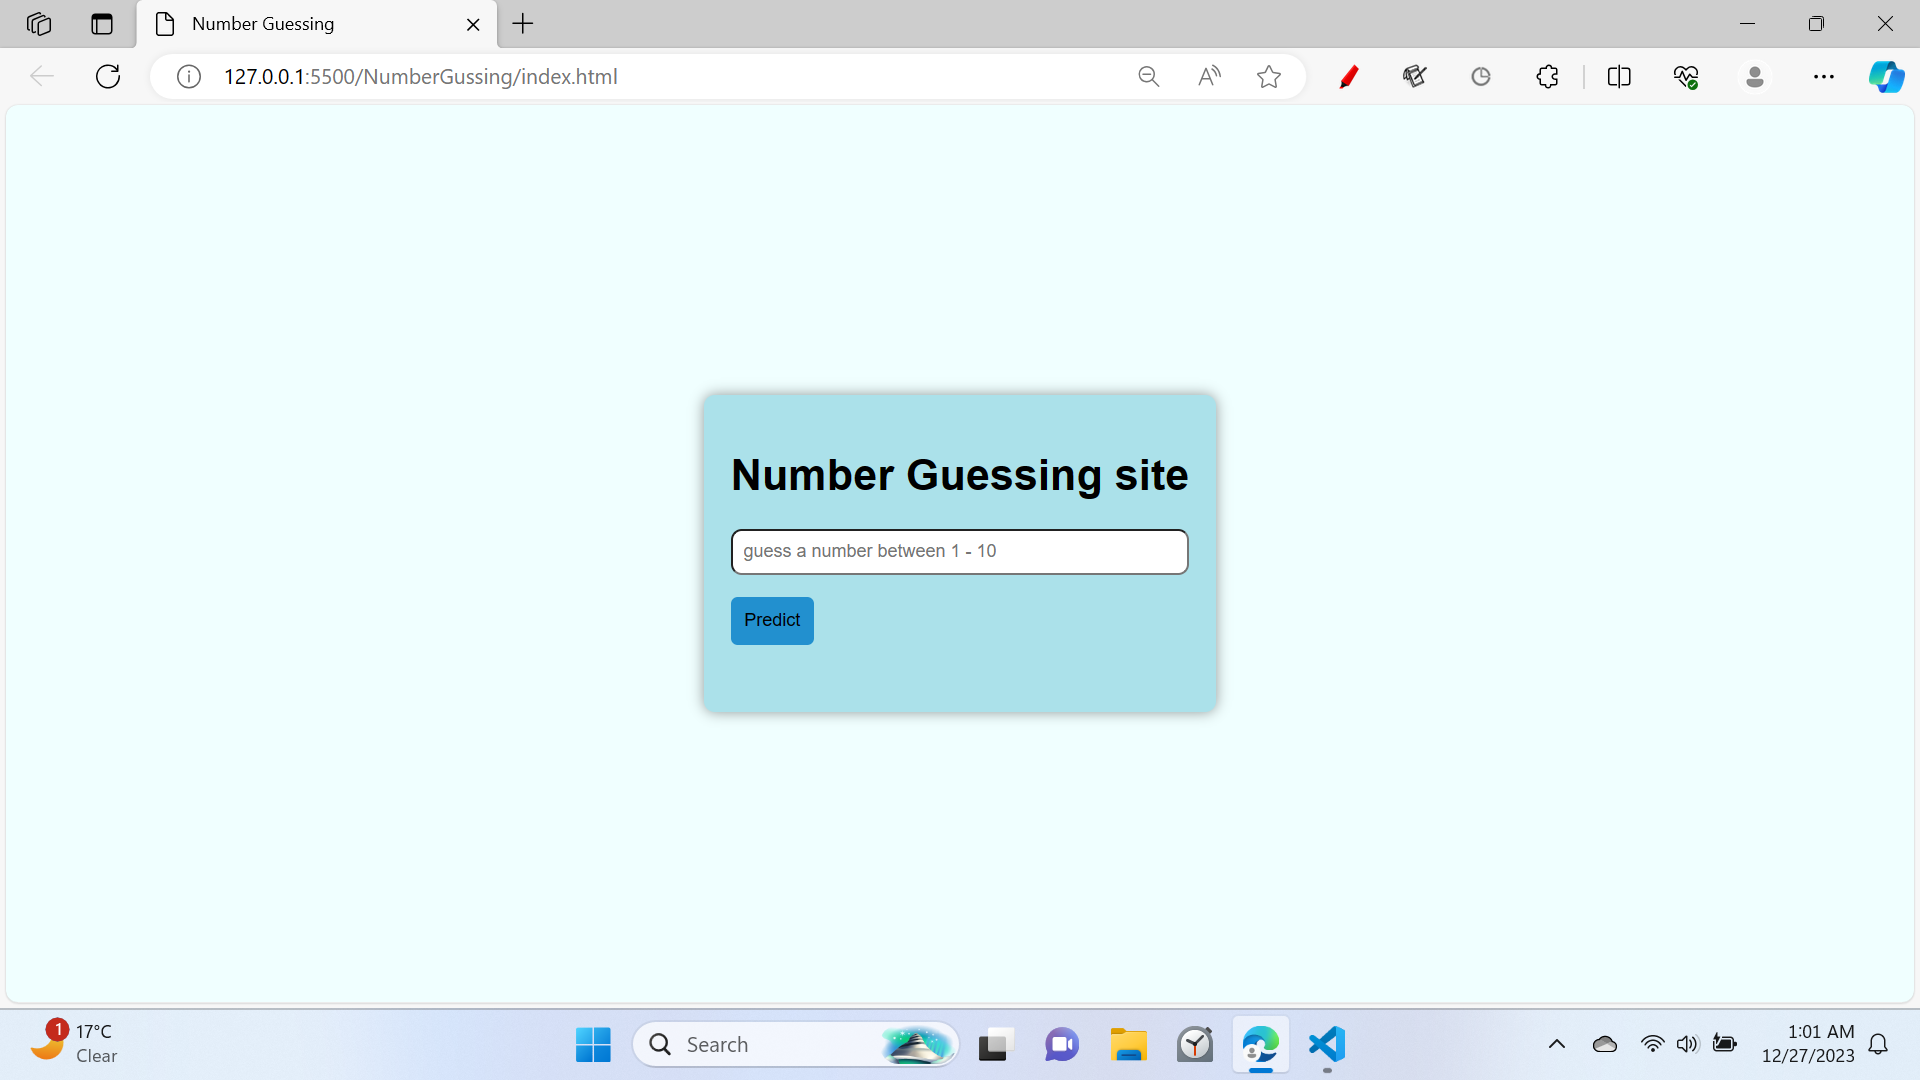 Number Guessing
127.0.0.1:5500/NumberGussing/index.html
Number Guessing site
guess a number between 1 - 10
Predict
1
17°C
Clear
Search
1:01 AM
12/27/2023